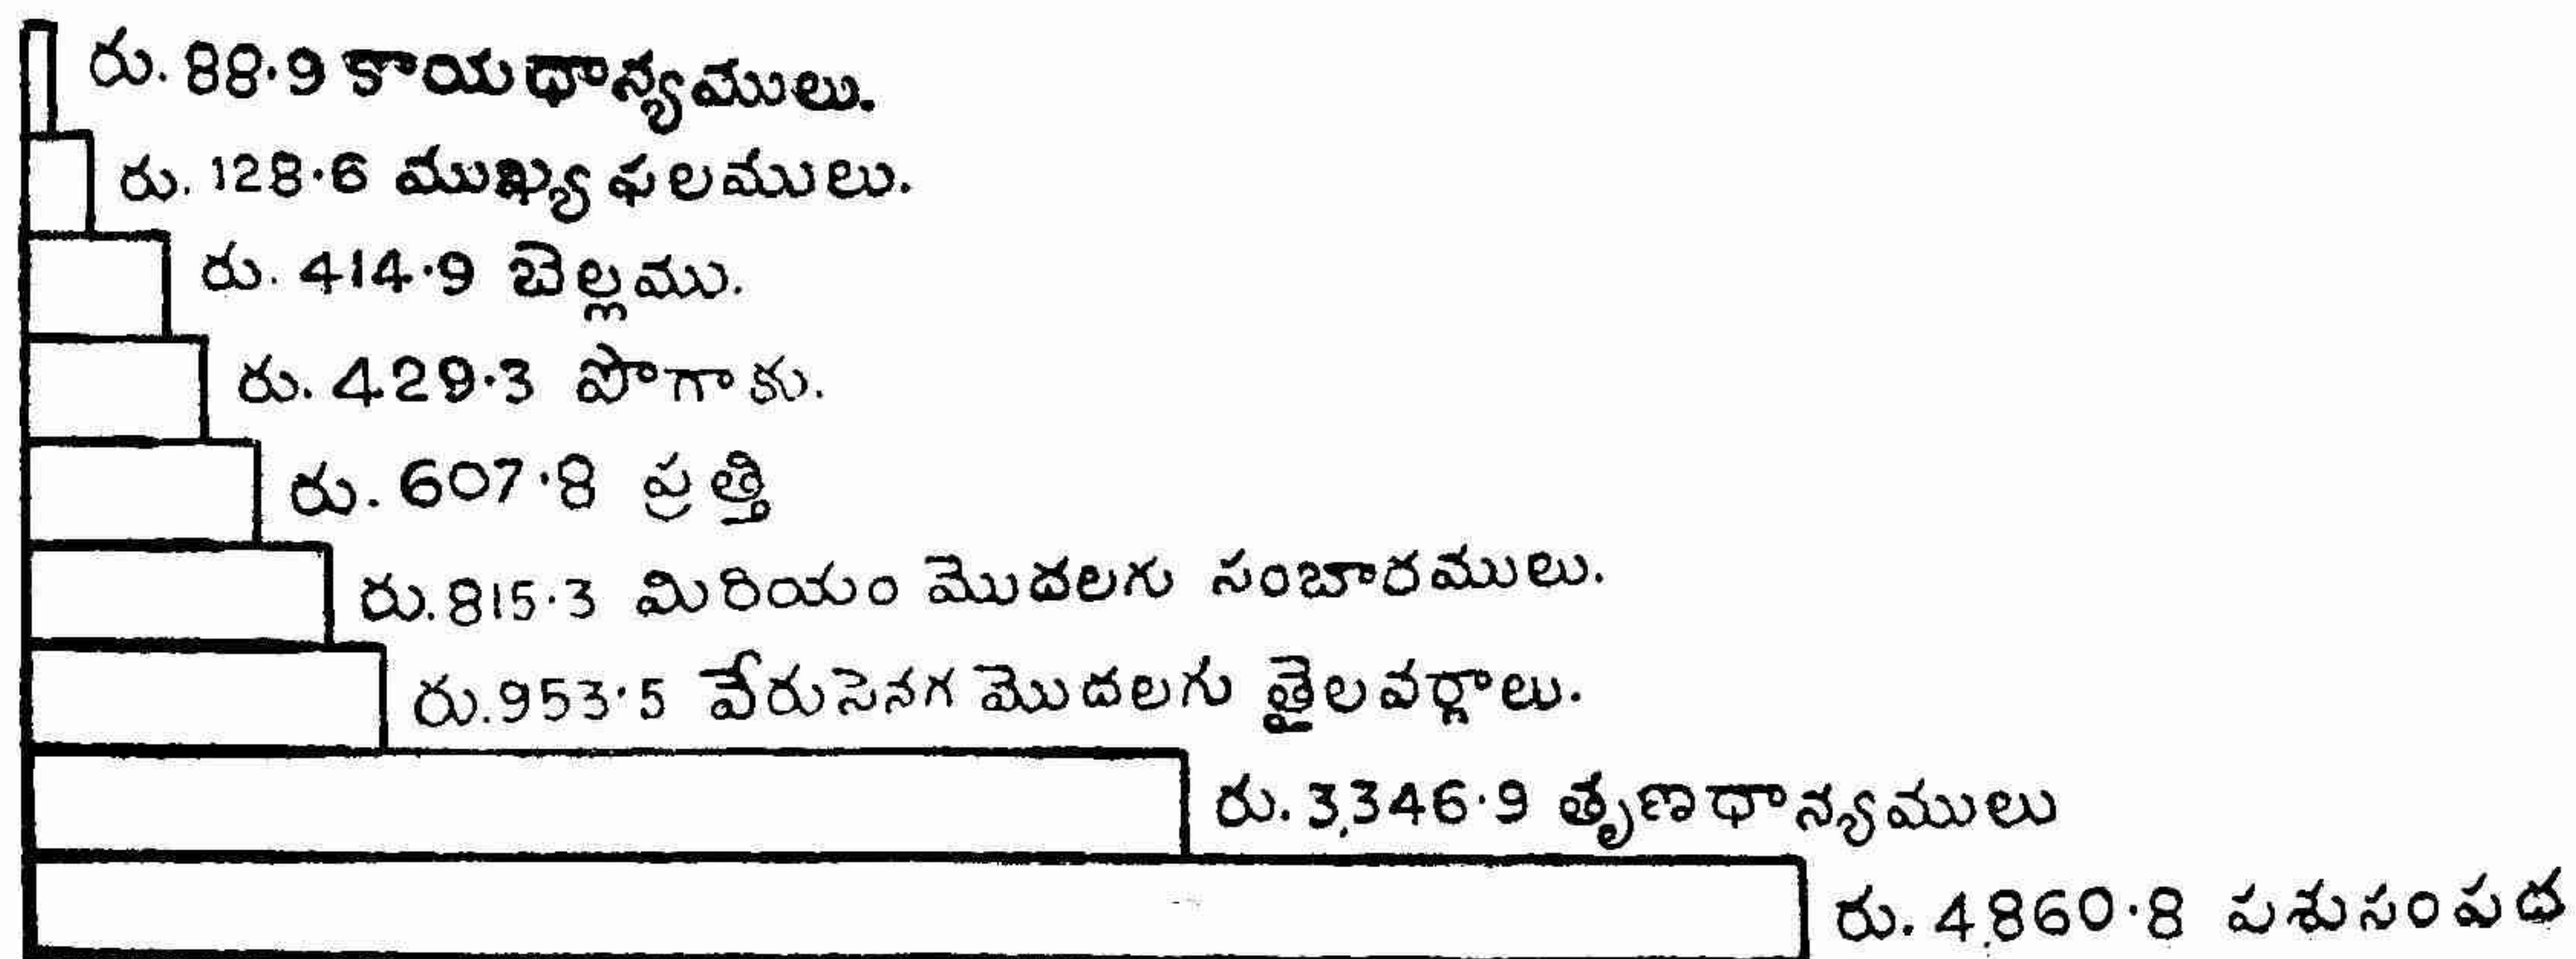 రు. 88·9 కాయధాన్యములు.
రు. 128·6 ముఖ్య ఫలములు.
రు. 414·9 బెల్లము.
రు. 429·3 పొగాకు.
రు. 607·8 ప్రత్తి
రు. 815·3 మిరియం మొదలగు సంబారములు.
రు. 953·5 వేరుసెనగ మొదలగు తైలవర్గాలు.
రు. 3,346·9 తృణధాన్యములు
రు. 4,860·8 పశుసంపద